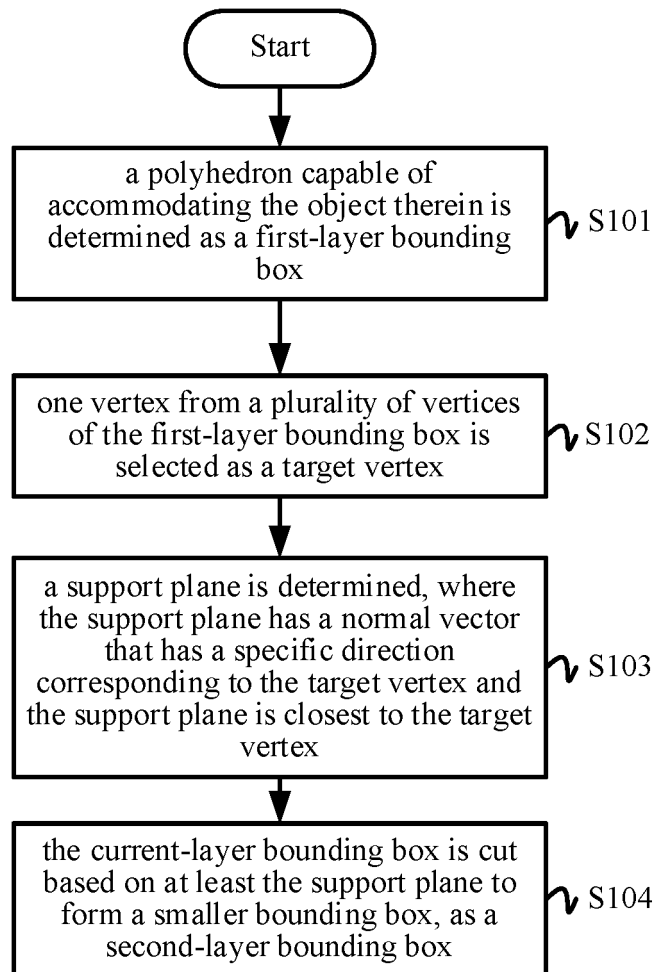 Start
a polyhedron capable of
accommodating the object therein is
determined as a first-layer bounding
box
S101
one vertex from a plurality of vertices
of the first-layer bounding box is
selected as a target vertex
S102
a support plane is determined, where
the support plane has a normal vector
that has a specific direction
corresponding to the target vertex and
the support plane is closest to the target
vertex
S103
the current-layer bounding box is cut
based on at least the support plane to
form a smaller bounding box, as a
second-layer bounding box
S104